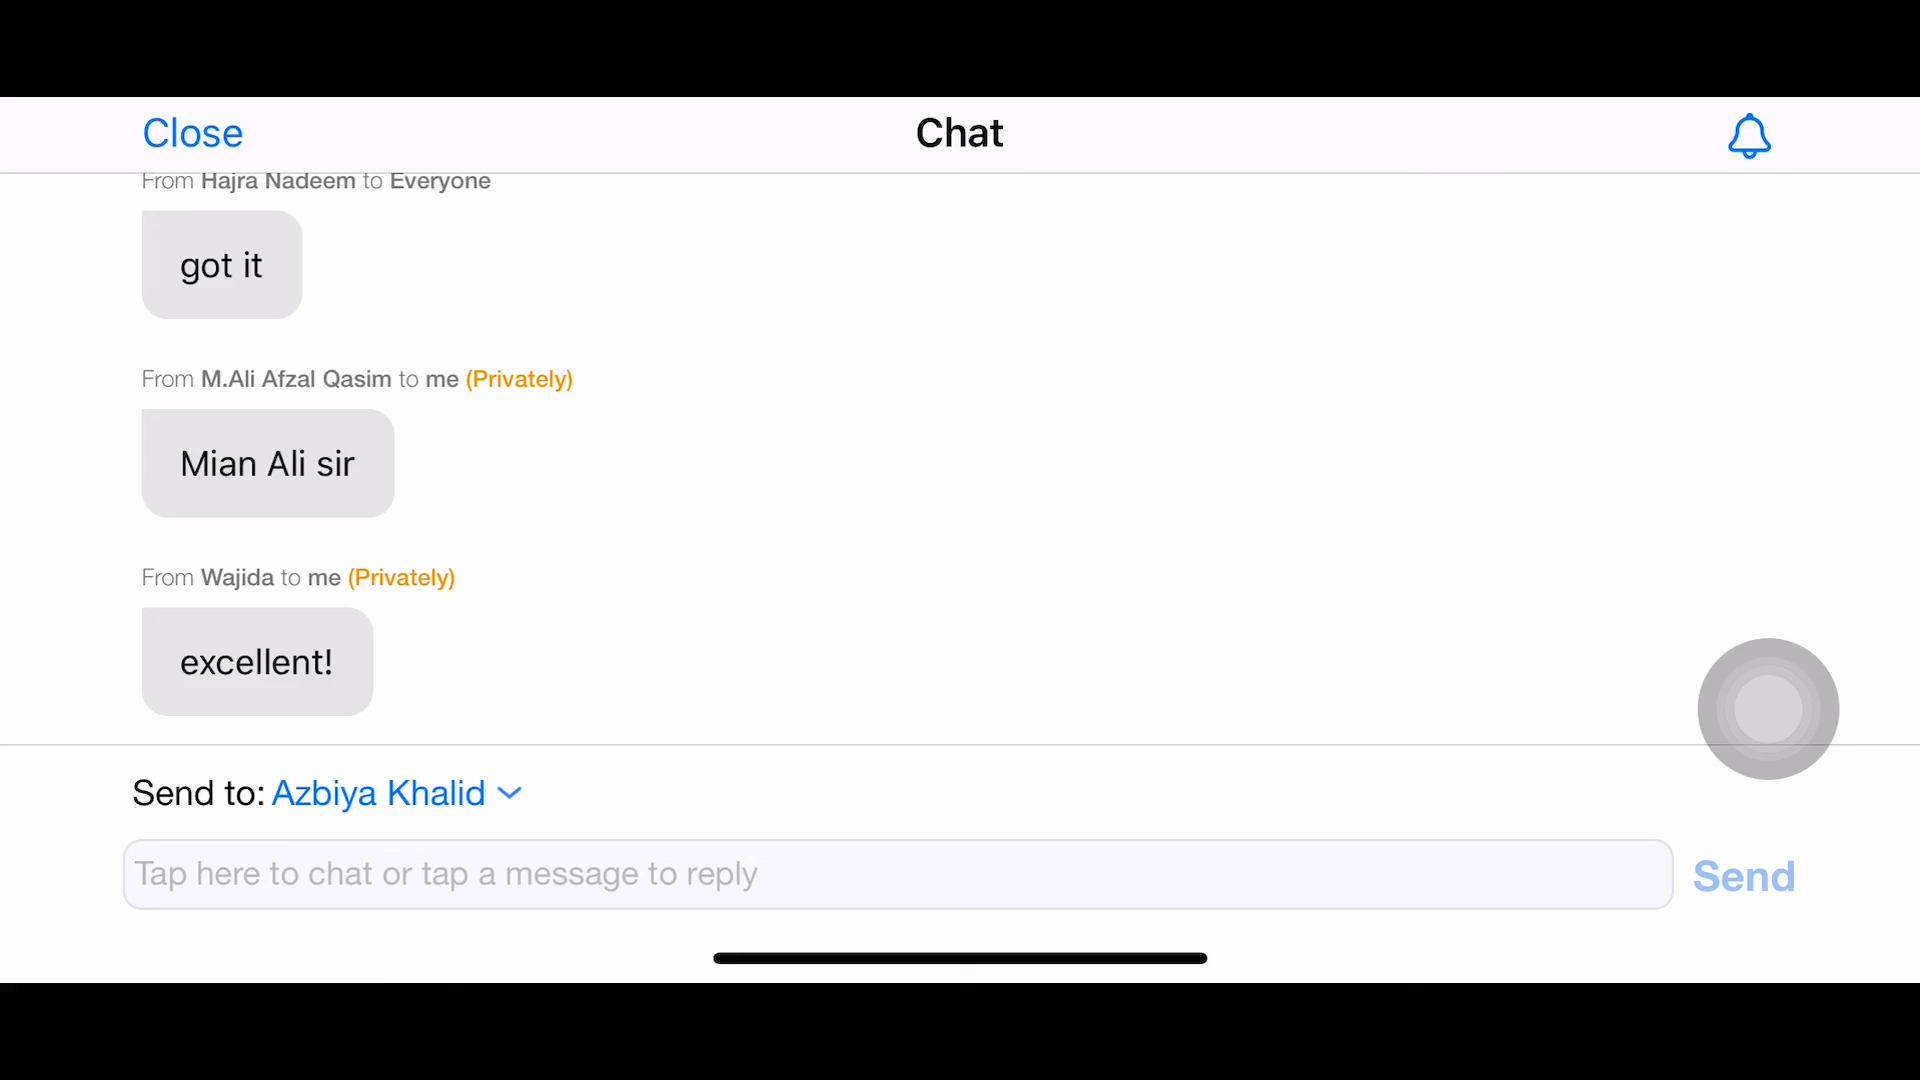 Close
Chat
From Hajra Nadeem to Everyone
got it
From M.Ali Afzal Qasim to me (Privately)
Mian Ali sir
From Wajida to me (Privately)
excellent!
Send to: Azbiya Khalid
Tap here to chat or tap a message to reply
Send